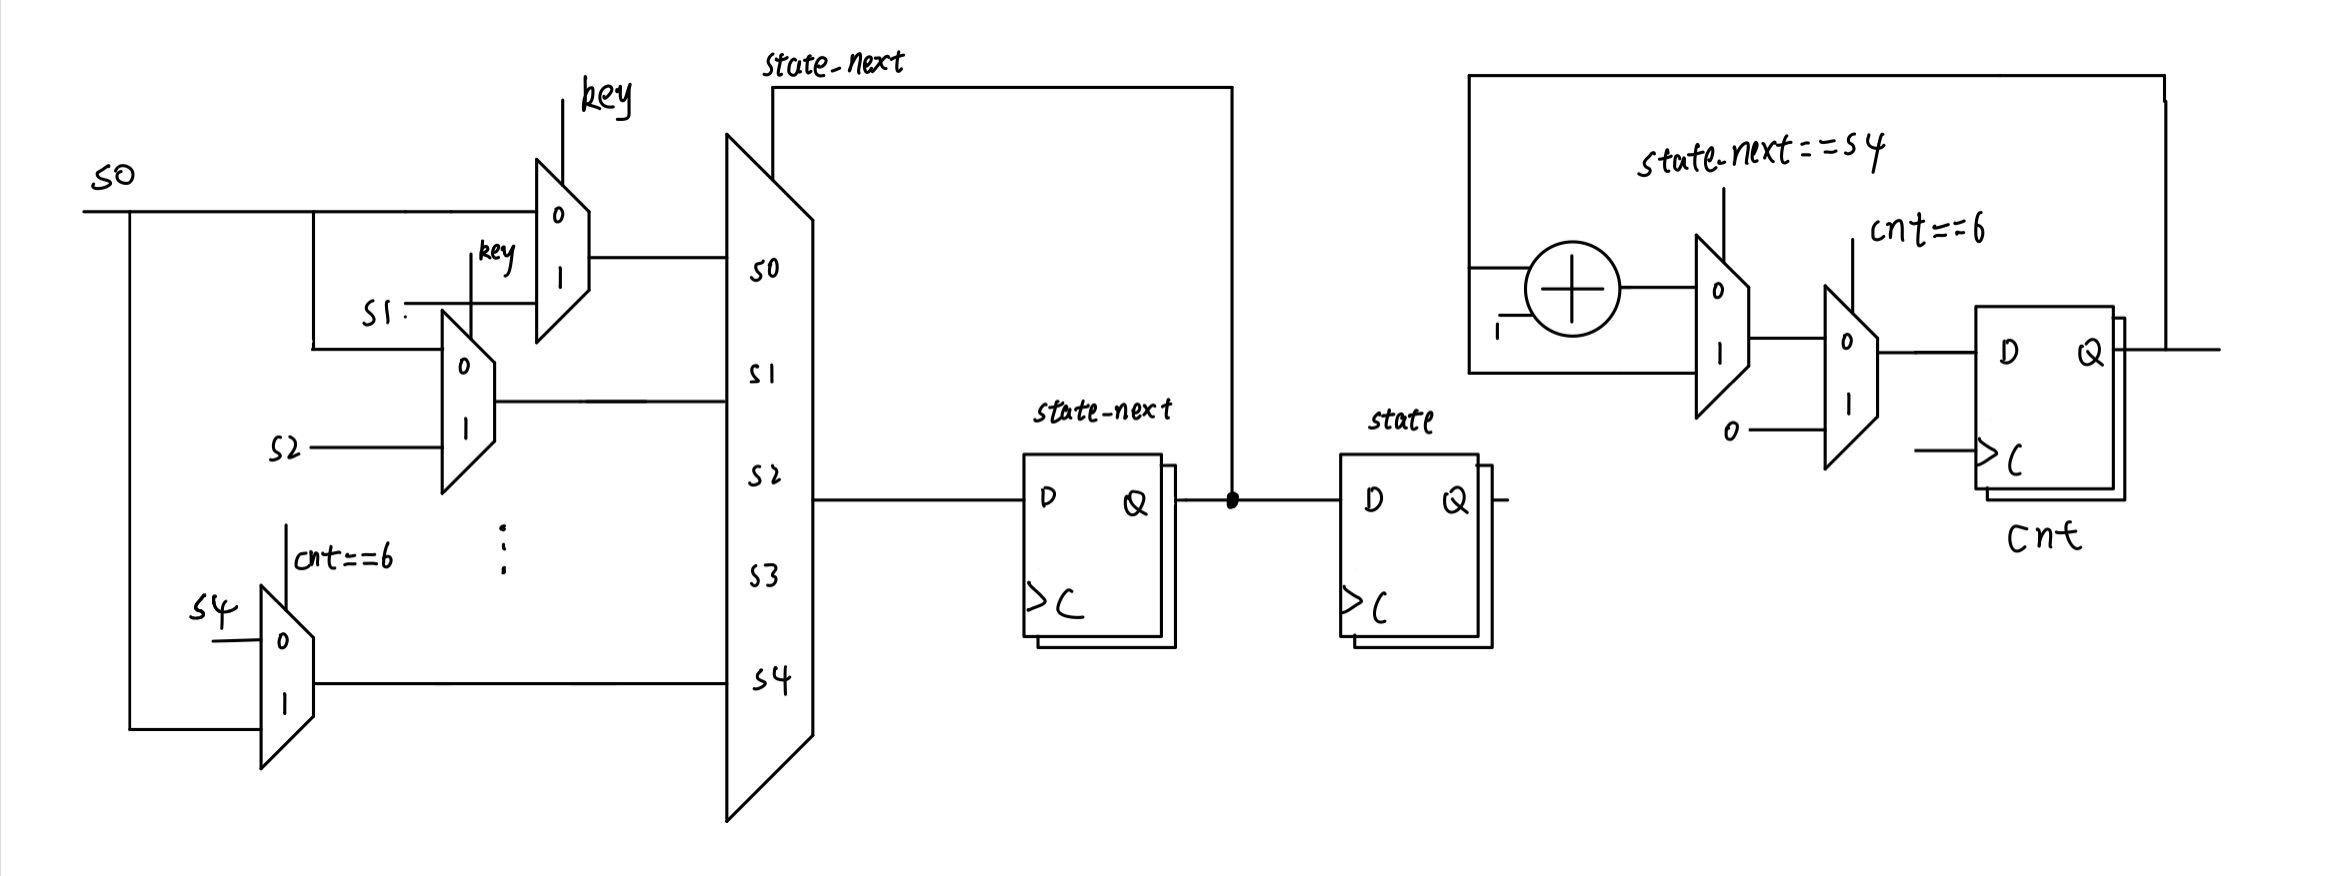 state-next
key
s0
0
key
1
s1
0
1
s2
cnt==6
s4
0
1
s0
s1
s2
s3
s4
state-next
D Q
C
state
D Q
C
state-next==s4
cnt==6
1
0
1
0
1
0
D Q
C
cnt